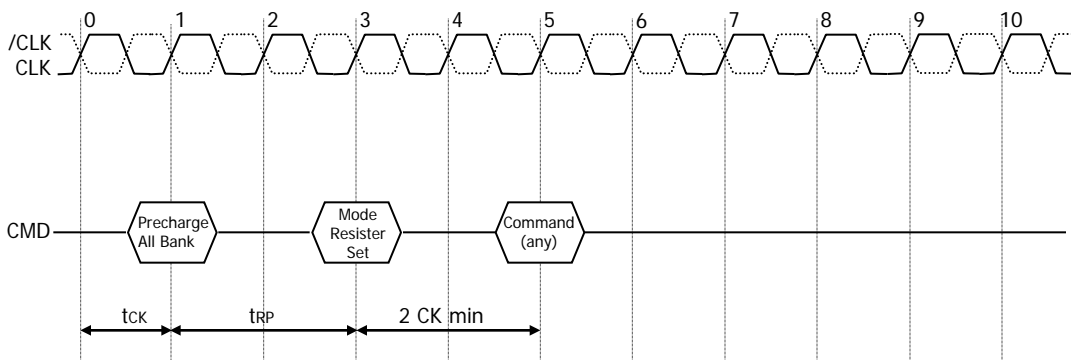 0 1 2 3 4 5 6 7 8 9 10
/CLK
CLK
CMD
Precharge
All Bank
Mode
Resister
Set
Command
(any)
tCK
tRP
2 CK min